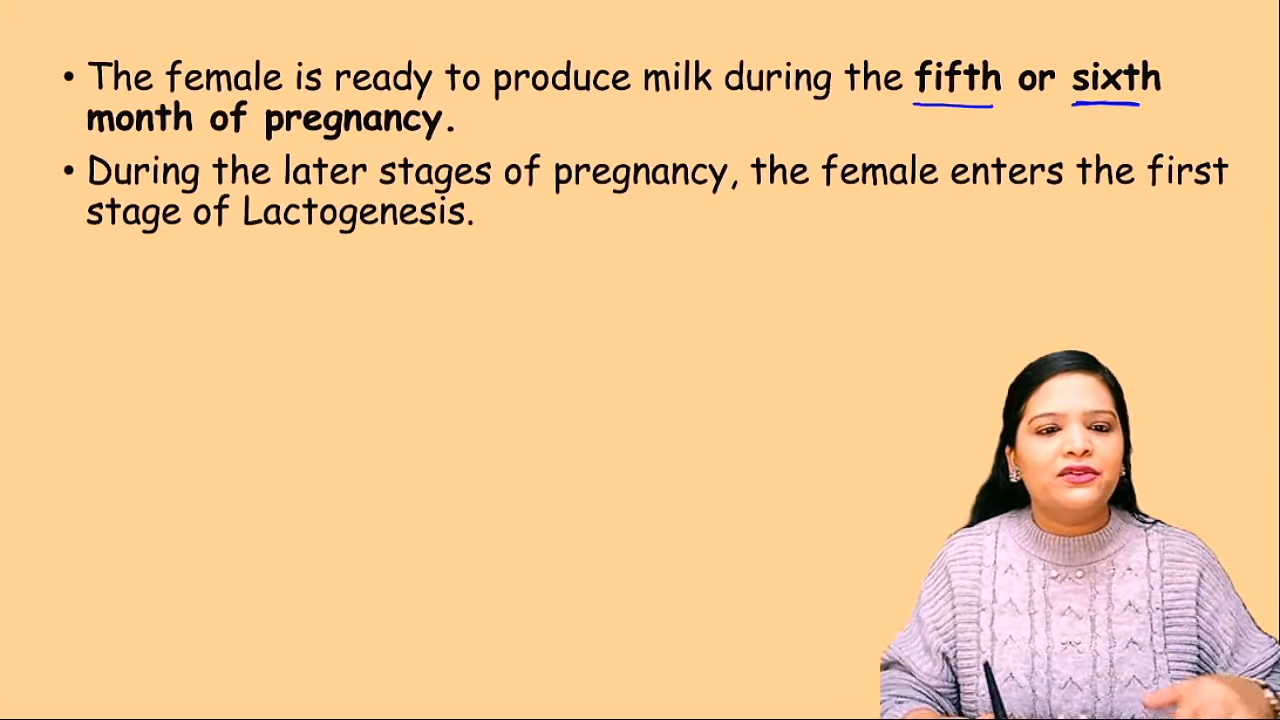 • The female is ready to produce milk during the fifth or sixth
month of pregnancy.
• During the later stages of pregnancy, the female enters the first
stage of Lactogenesis.